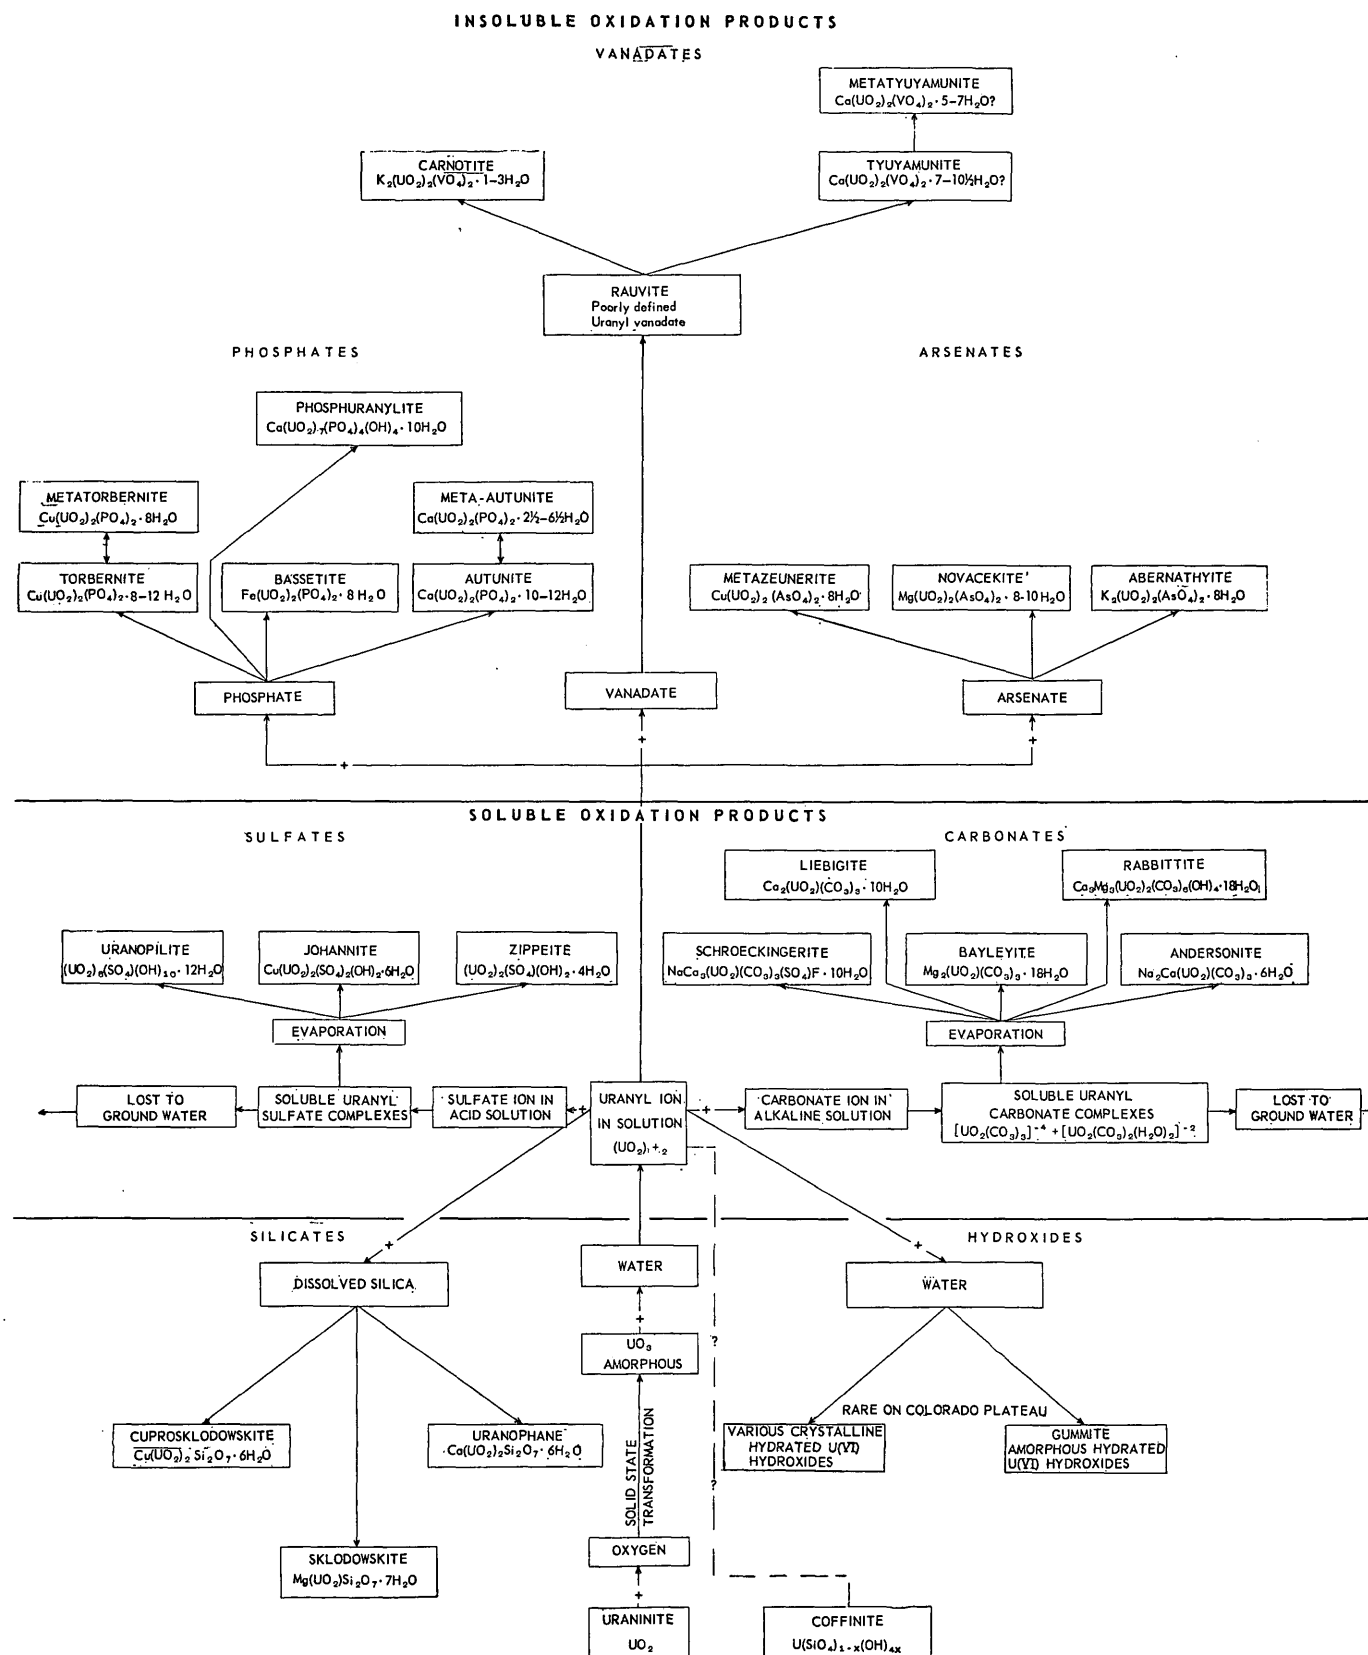 INSOLUBLE OXIDATION PRODUCTS
VANADATES
METATYUYAMUNITE
Ca(UO₂)₂(VO₄)₂·5-7H₂O?
CARNOTITE
K₂(UO₂)₂(VO₄)₂·1-3H₂O
TYUYAMUNITE
Ca(UO₂)₂(VO₄)₂·7-10½H₂O?
RAUVITE
Poorly defined
Uranyl vanadate
PHOSPHATES
ARSENATES
PHOSPHURANYLITE
Ca(UO₂)₇(PO₄)₄(OH)₄·10H₂O
METATORBERNITE
Cu(UO₂)₂(PO₄)₂·8H₂O
META-AUTUNITE
Ca(UO₂)₂(PO₄)₂·2½-6½H₂O
TORBERNITE
Cu(UO₂)₂(PO₄)₂·8-12 H₂O
BASSETITE
Fe(UO₂)₂(PO₄)₂·8 H₂O
AUTUNITE
Ca(UO₂)₂(PO₄)₂·10-12H₂O
METAZEUNERITE
Cu(UO₂)₂(AsO₄)₂·8H₂O
NOVACEKITE
Mg(UO₂)₂(AsO₄)₂·8-10H₂O
ABERNATHYITE
K₂(UO₂)₂(AsO₄)₂·8H₂O
PHOSPHATE
VANADATE
ARSENATE
+
+
+
SOLUBLE OXIDATION PRODUCTS
SULFATES
CARBONATES
LIEBIGITE
Ca₂(UO₂)(CO₃)₃·10H₂O
RABBITTITE
Ca₃Mg₃(UO₂)₂(CO₃)₆(OH)₄·18H₂O
URANOPILITE
(UO₂)₆(SO₄)(OH)₁₀·12H₂O
JOHANNITE
Cu(UO₂)₂(SO₄)₂(OH)₂·6H₂O
ZIPPEITE
(UO₂)₂(SO₄)(OH)₂·4H₂O
SCHROECKINGERITE
NaCa₃(UO₂)(CO₃)₃(SO₄)F·10H₂O
BAYLEYITE
Mg₂(UO₂)(CO₃)₃·18H₂O
ANDERSONITE
Na₂Ca(UO₂)(CO₃)₃·6H₂O
EVAPORATION
EVAPORATION
LOST TO
GROUND WATER
SOLUBLE URANYL
SULFATE COMPLEXES
SULFATE ION IN
ACID SOLUTION
+
URANYL ION
IN SOLUTION
(UO₂)+2
+
CARBONATE ION IN
ALKALINE SOLUTION
SOLUBLE URANYL
CARBONATE COMPLEXES
[UO₂(CO₃)₃]⁻⁴ + [UO₂(CO₃)₂(H₂O)₂]⁻²
LOST TO
GROUND WATER
SILICATES
HYDROXIDES
+
+
DISSOLVED SILICA
WATER
WATER
+
UO₃
AMORPHOUS
?
RARE ON COLORADO PLATEAU
CUPROSKLODOWSKITE
Cu(UO₂)₂Si₂O₇·6H₂O
URANOPHANE
Ca(UO₂)₂Si₂O₇·6H₂O
SOLID STATE
TRANSFORMATION
?
VARIOUS CRYSTALLINE
HYDRATED U(VI)
HYDROXIDES
GUMMITE
AMORPHOUS HYDRATED
U(VI) HYDROXIDES
OXYGEN
SKLODOWSKITE
Mg(UO₂)Si₂O₇·7H₂O
+
URANINITE
UO₂
COFFINITE
U(SiO₄)₁₋ₓ(OH)₄ₓ